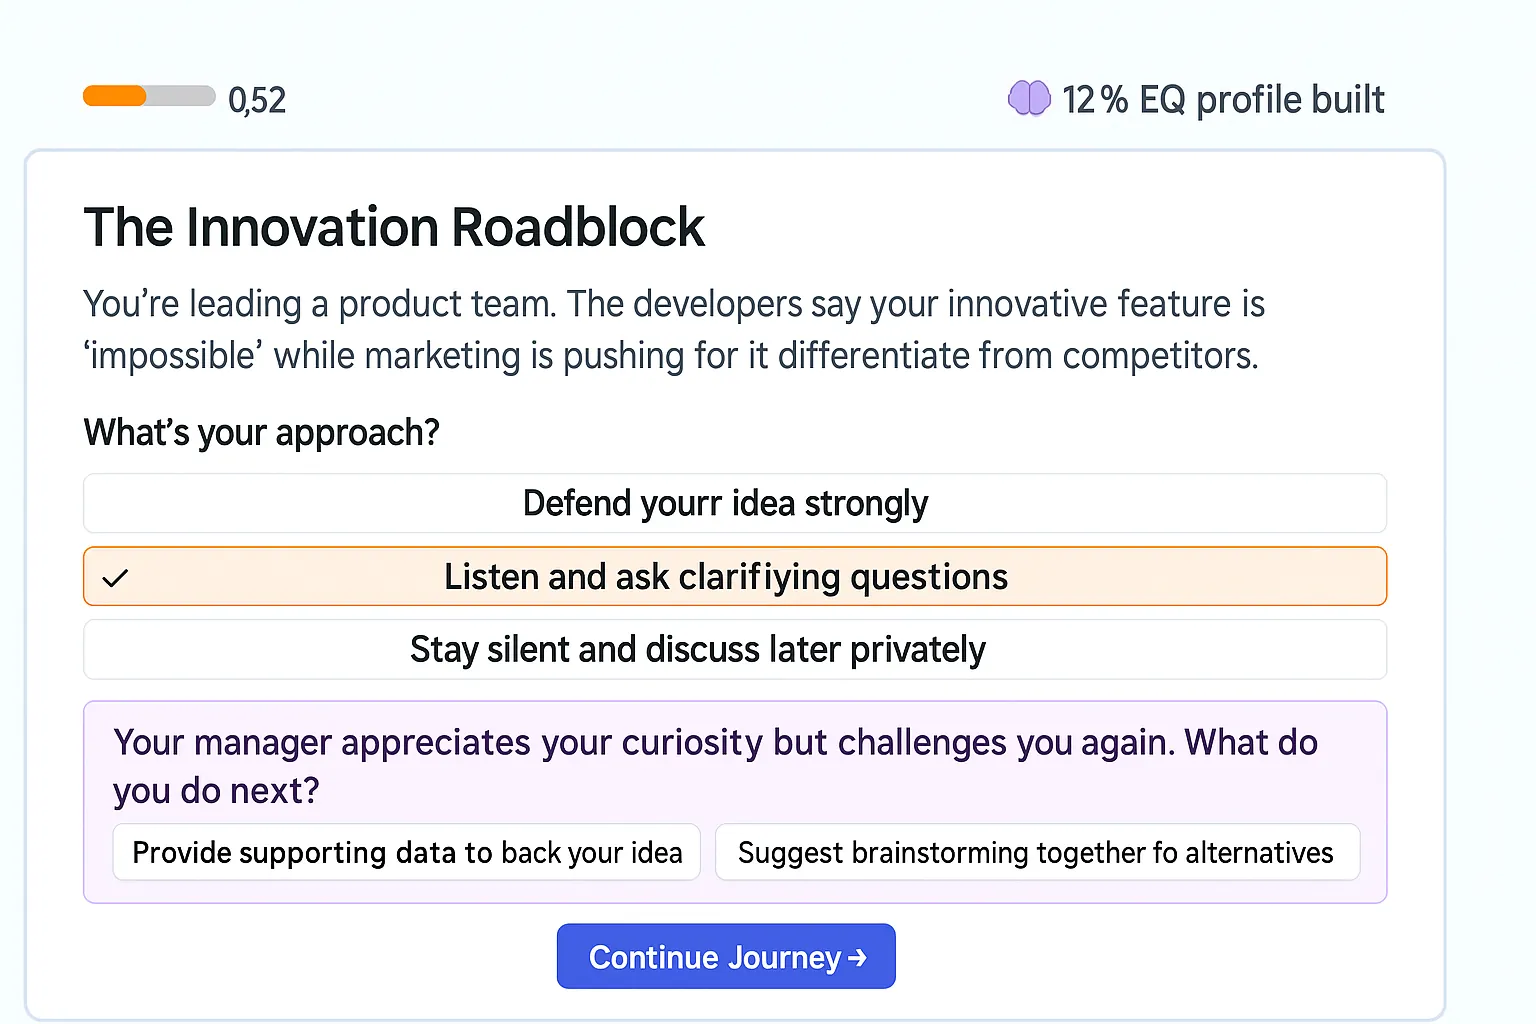 0,52
12% EQ profile built
The Innovation Roadblock
You're leading a product team. The developers say your innovative feature is
‘impossible’ while marketing is pushing for it differentiate from competitors.
What's your approach?
Defend yourr idea strongly
Listen and ask clarifiying questions
Stay silent and discuss later privately
Your manager appreciates your curiosity but challenges you again. What do
you do next?
Provide supporting data to back your idea
Suggest brainstorming together fo alternatives
Continue Journey →